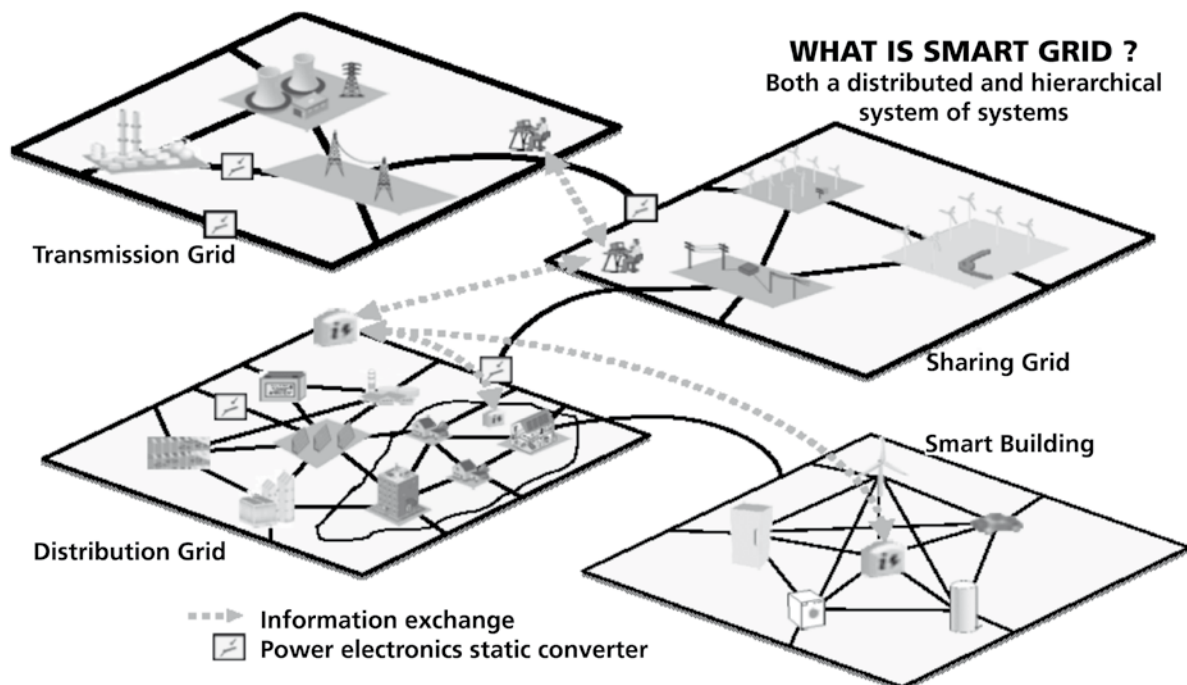 WHAT IS SMART GRID ?
Both a distributed and hierarchical
system of systems
Transmission Grid
Sharing Grid
Smart Building
Distribution Grid
Information exchange
Power electronics static converter